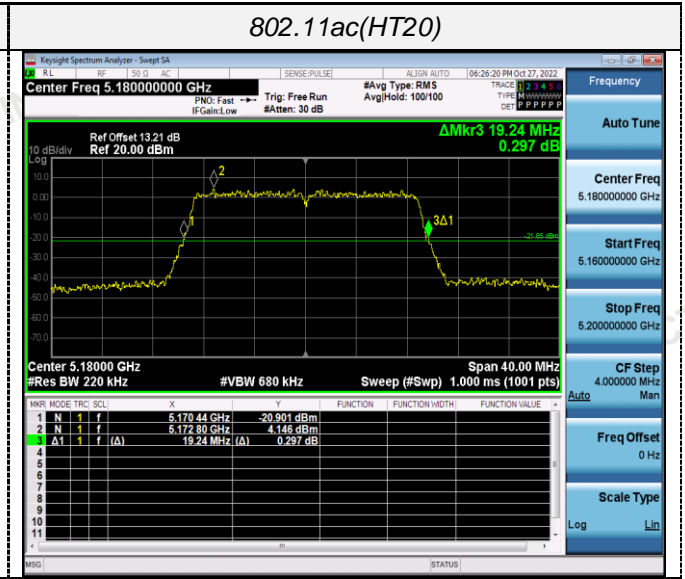 802.11ac(HT20)
Keysight Spectrum Analyzer - Swept SA
RL RF 50 Ω AC SENSE:PULSE ALIGN AUTO 06:26:20 PM Oct 27, 2022
Center Freq 5.180000000 GHz
PNO: Fast
IFGain:Low
Trig: Free Run
#Atten: 30 dB
#Avg Type: RMS
Avg|Hold: 100/100
TRACE 1 2 3 4 5 6
TYPE M WWWWW
DET P P P P P P
Frequency
Auto Tune
Center Freq
5.180000000 GHz
Start Freq
5.160000000 GHz
Stop Freq
5.200000000 GHz
CF Step
4.000000 MHz
Auto Man
Freq Offset
0 Hz
Scale Type
Log Lin
ΔMkr3 19.24 MHz
0.297 dB
Ref Offset 13.21 dB
10 dB/div Ref 20.00 dBm
Log
10.0
0.00
-10.0
-20.0
-30.0
-40.0
-50.0
-60.0
-70.0
2
1
3Δ1
-21.85 dBm
Center 5.18000 GHz Span 40.00 MHz
#Res BW 220 kHz #VBW 680 kHz Sweep (#Swp) 1.000 ms (1001 pts)
MKR MODE TRC SCL X Y FUNCTION FUNCTION WIDTH FUNCTION VALUE
1 N 1 f 5.170 44 GHz -20.901 dBm
2 N 1 f 5.172 80 GHz 4.146 dBm
3 Δ1 1 f (Δ) 19.24 MHz (Δ) 0.297 dB
4
5
6
7
8
9
10
11
MSG STATUS